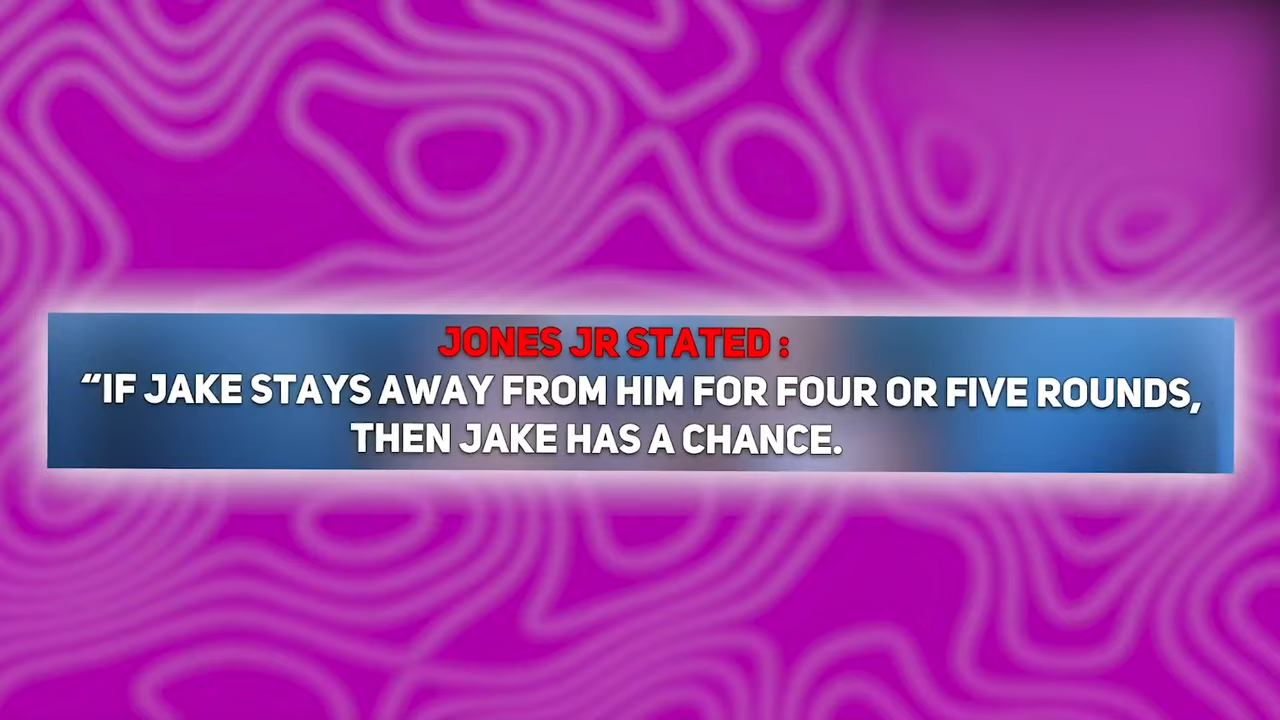 JONES JR STATED :
“IF JAKE STAYS AWAY FROM HIM FOR FOUR OR FIVE ROUNDS,
THEN JAKE HAS A CHANCE.